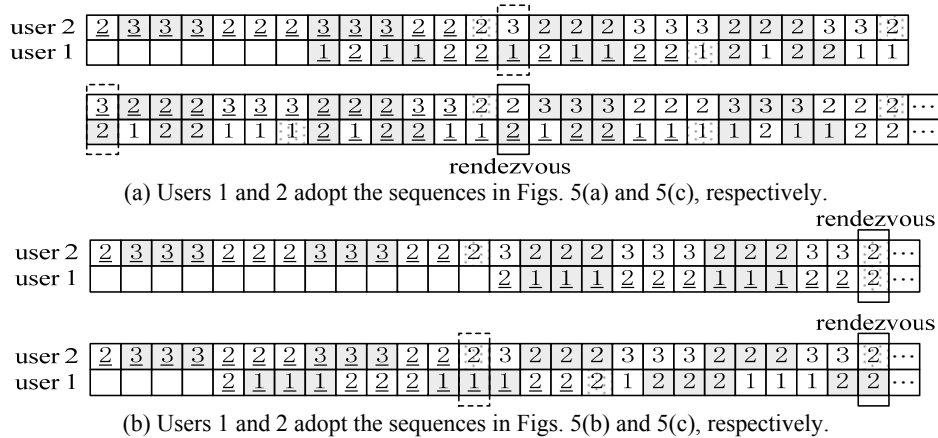 user 2 2 3 3 3 2 2 2 3 3 3 2 2 2 3 2 2 2 3 3 3 2 2 2 3 3 2
user 1 1 2 1 1 2 2 1 2 1 1 2 2 1 2 1 2 2 1 1
3 2 2 2 3 3 3 2 2 2 3 3 2 2 3 3 3 2 2 2 3 3 3 2 2 2 ···
2 1 2 2 1 1 1 2 1 2 2 1 1 2 1 2 2 1 1 1 1 2 1 1 2 2 ···
rendezvous
(a) Users 1 and 2 adopt the sequences in Figs. 5(a) and 5(c), respectively.
rendezvous
user 2 2 3 3 3 2 2 2 3 3 3 2 2 2 3 2 2 2 3 3 3 2 2 2 3 3 2 ···
user 1 2 1 1 1 2 2 2 1 1 1 2 2 2 ···
rendezvous
user 2 2 3 3 3 2 2 2 3 3 3 2 2 2 3 2 2 2 3 3 3 2 2 2 3 3 2 ···
user 1 2 1 1 1 2 2 2 1 1 1 2 2 2 1 2 2 2 1 1 1 2 2 ···
(b) Users 1 and 2 adopt the sequences in Figs. 5(b) and 5(c), respectively.